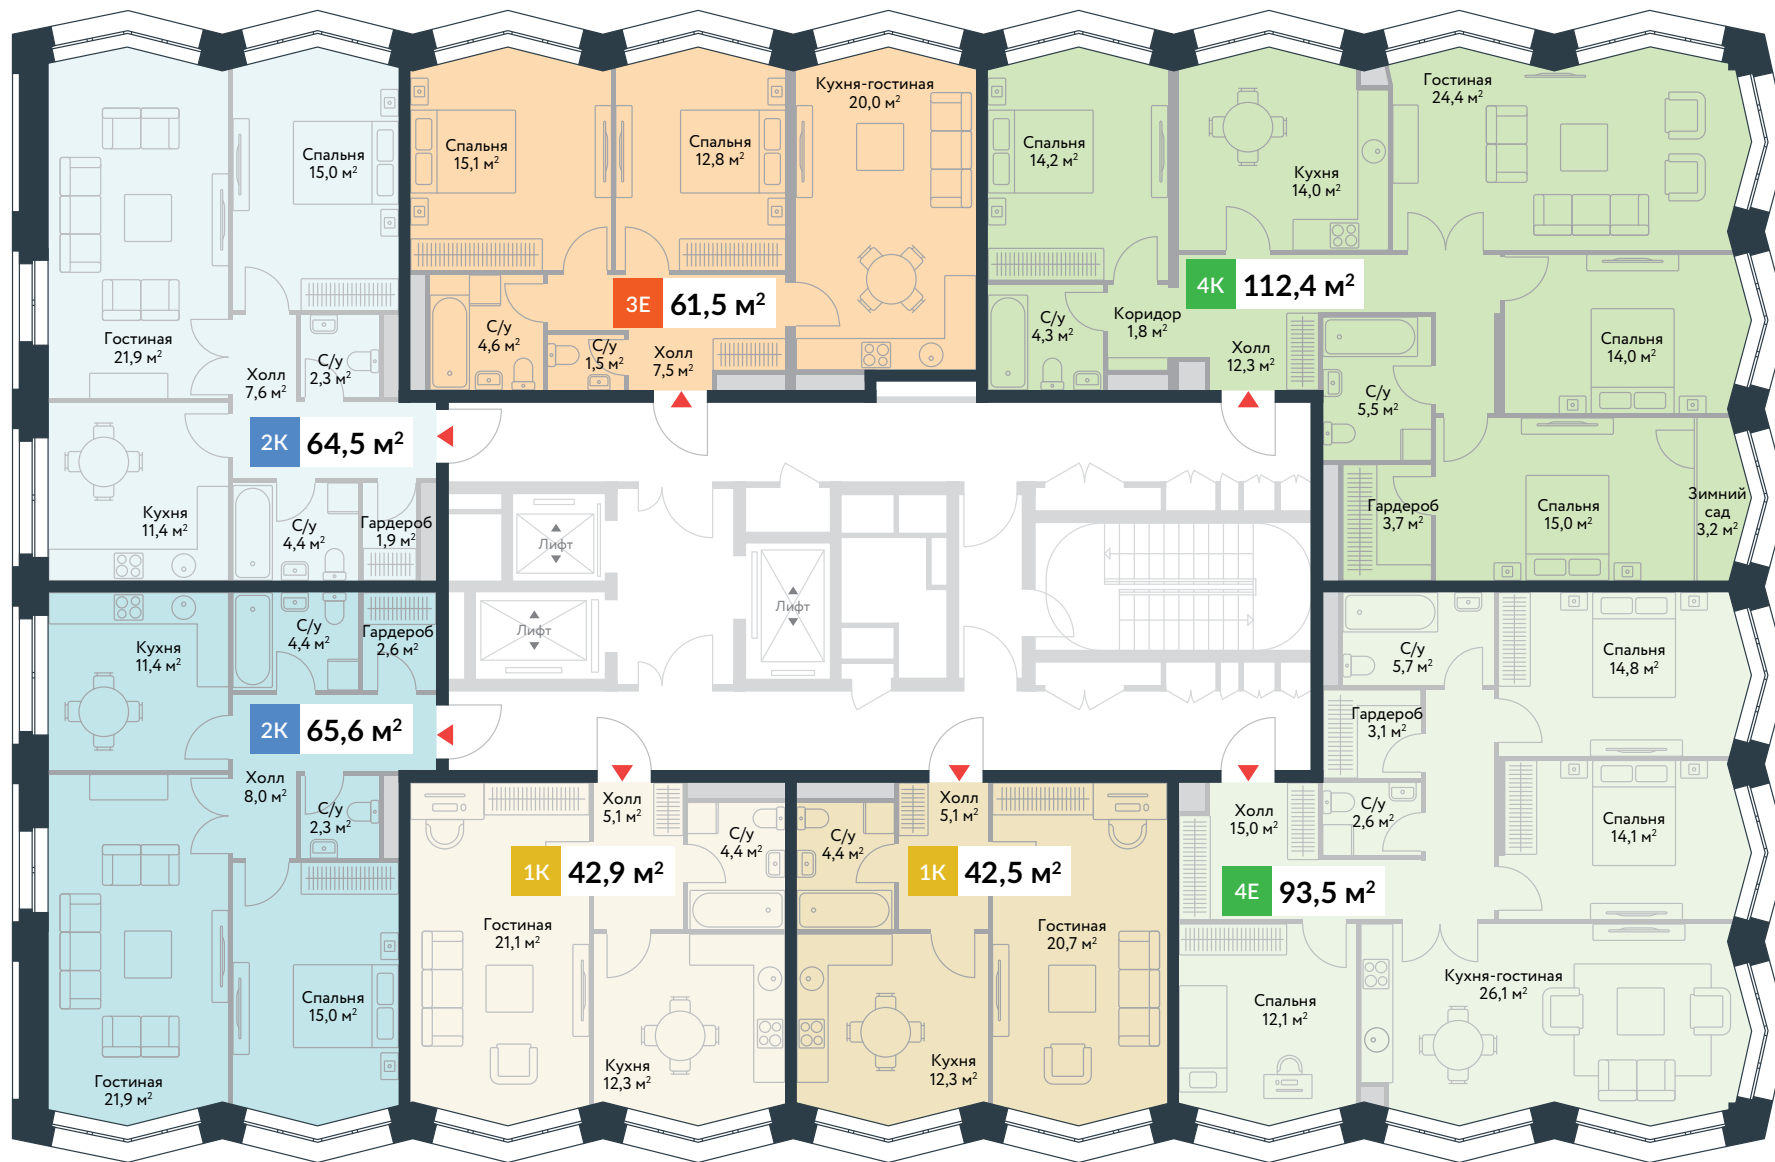 Гостиная
21,9 м²
Спальня
15,0 м²
Холл
7,6 м²
С/у
2,3 м²
2К 64,5 м²
Кухня
11,4 м²
С/у
4,4 м²
Гардероб
1,9 м²
Спальня
15,1 м²
Спальня
12,8 м²
Кухня-гостиная
20,0 м²
3Е 61,5 м²
С/у
4,6 м²
С/у
1,5 м²
Холл
7,5 м²
Спальня
14,2 м²
Кухня
14,0 м²
Гостиная
24,4 м²
4К 112,4 м²
С/у
4,3 м²
Коридор
1,8 м²
Холл
12,3 м²
Спальня
14,0 м²
С/у
5,5 м²
Гардероб
3,7 м²
Спальня
15,0 м²
Зимний
сад
3,2 м²
Лифт
Лифт
Лифт
Кухня
11,4 м²
С/у
4,4 м²
Гардероб
2,6 м²
2К 65,6 м²
Холл
8,0 м²
С/у
2,3 м²
Спальня
15,0 м²
Гостиная
21,9 м²
Холл
5,1 м²
С/у
4,4 м²
1К 42,9 м²
Гостиная
21,1 м²
Кухня
12,3 м²
Холл
5,1 м²
С/у
4,4 м²
1К 42,5 м²
Гостиная
20,7 м²
Кухня
12,3 м²
С/у
5,7 м²
Спальня
14,8 м²
Гардероб
3,1 м²
Холл
15,0 м²
С/у
2,6 м²
Спальня
14,1 м²
4Е 93,5 м²
Спальня
12,1 м²
Кухня-гостиная
26,1 м²